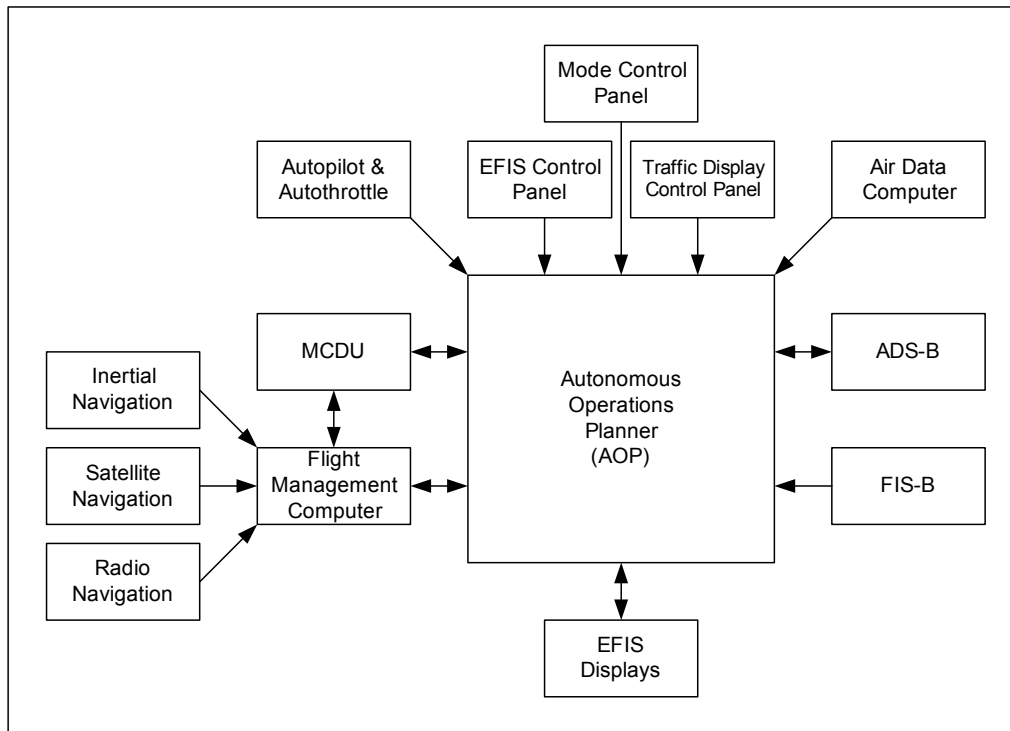 Mode Control
Panel
Autopilot &
Autothrottle
EFIS Control
Panel
Traffic Display
Control Panel
Air Data
Computer
MCDU
ADS-B
Autonomous
Operations
Planner
(AOP)
Inertial
Navigation
Satellite
Navigation
Radio
Navigation
Flight
Management
Computer
FIS-B
EFIS
Displays